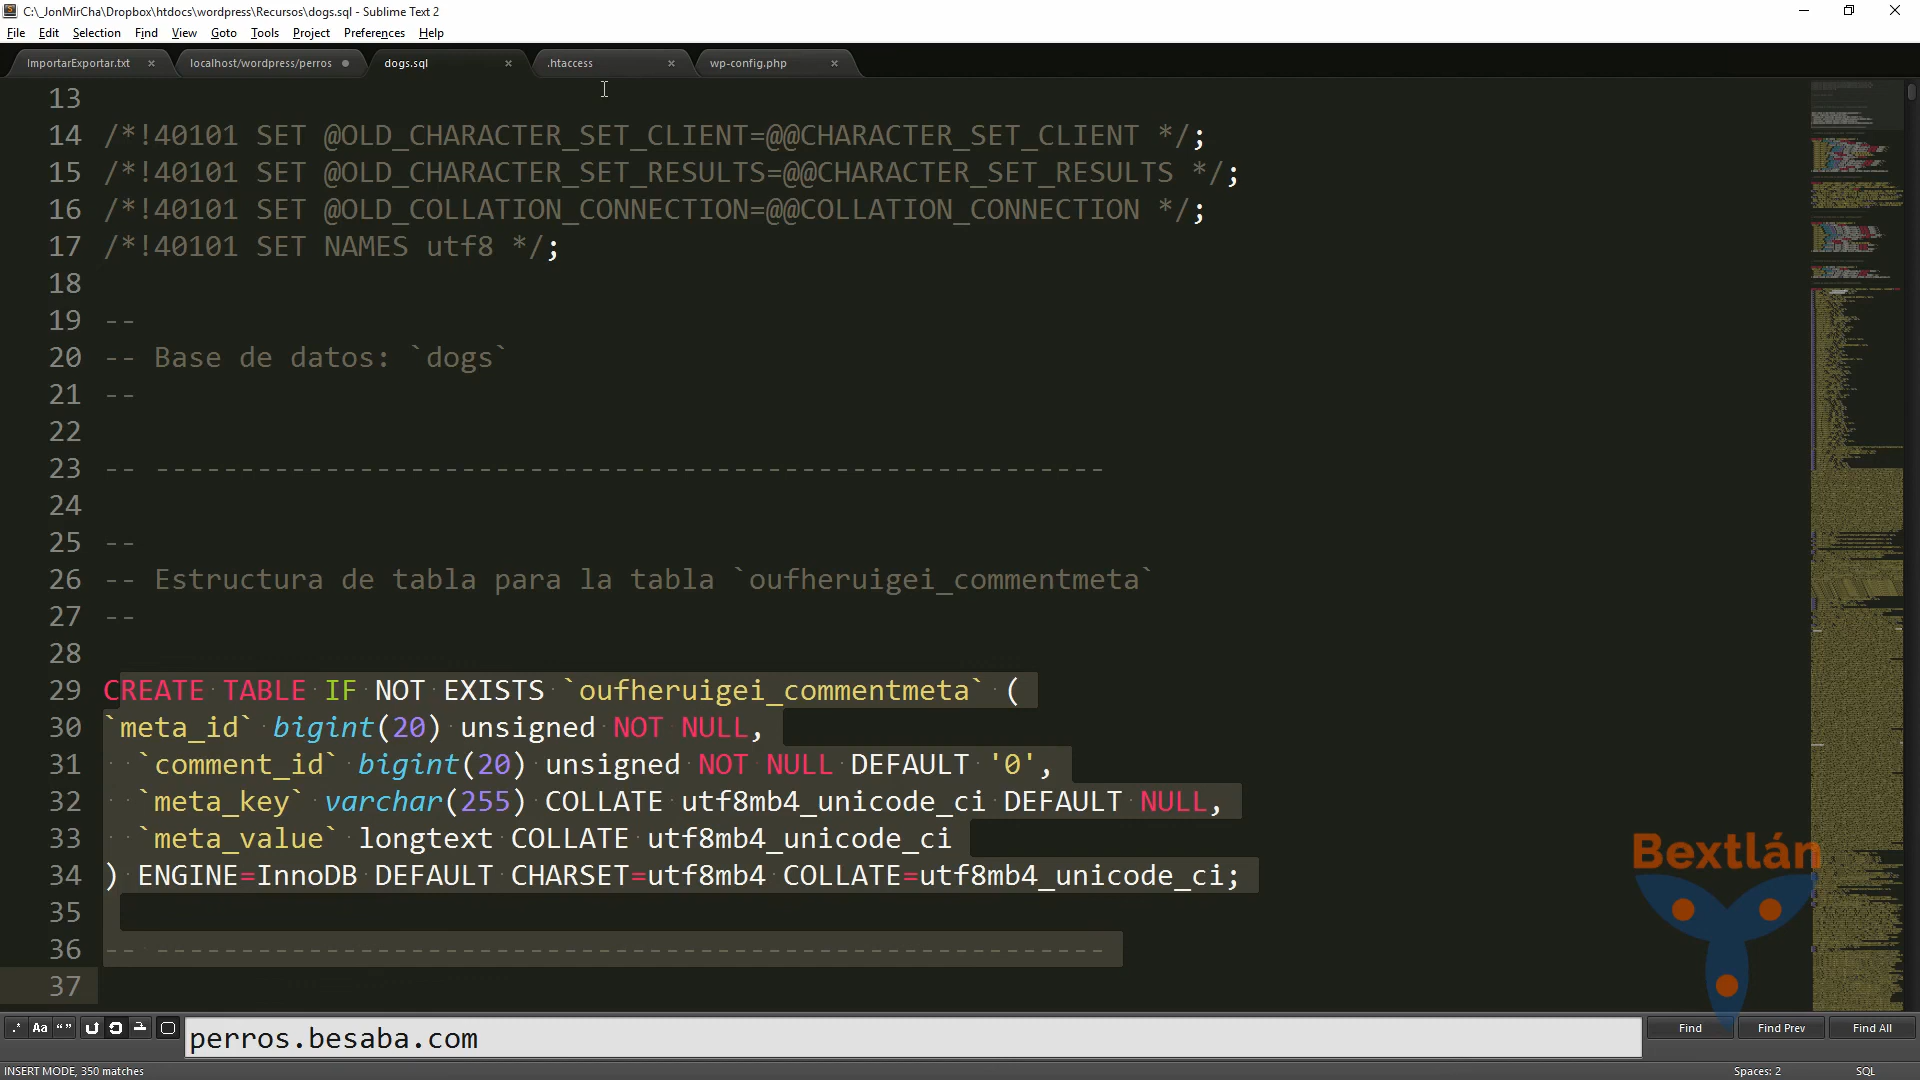 C:\_JonMirCha\Dropbox\htdocs\wordpress\Recursos\dogs.sql - Sublime Text 2
File Edit Selection Find View Goto Tools Project Preferences Help
ImportarExportar.txt × localhost/wordpress/perros dogs.sql × .htaccess × wp-config.php ×
13
14 /*!40101 SET @OLD_CHARACTER_SET_CLIENT=@@CHARACTER_SET_CLIENT */;
15 /*!40101 SET @OLD_CHARACTER_SET_RESULTS=@@CHARACTER_SET_RESULTS */;
16 /*!40101 SET @OLD_COLLATION_CONNECTION=@@COLLATION_CONNECTION */;
17 /*!40101 SET NAMES utf8 */;
18
19 --
20 -- Base de datos: `dogs`
21 --
22
23 -- --------------------------------------------------------
24
25 --
26 -- Estructura de tabla para la tabla `oufheruigei_commentmeta`
27 --
28
29 CREATE TABLE IF NOT EXISTS `oufheruigei_commentmeta` (
30 `meta_id` bigint(20) unsigned NOT NULL,
31 `comment_id` bigint(20) unsigned NOT NULL DEFAULT '0',
32 `meta_key` varchar(255) COLLATE utf8mb4_unicode_ci DEFAULT NULL,
33 `meta_value` longtext COLLATE utf8mb4_unicode_ci
34 ) ENGINE=InnoDB DEFAULT CHARSET=utf8mb4 COLLATE=utf8mb4_unicode_ci;
35
36 -- --------------------------------------------------------
37
Bextlán
.* Aa “” perros.besaba.com Find Find Prev Find All
INSERT MODE, 350 matches Spaces: 2 SQL